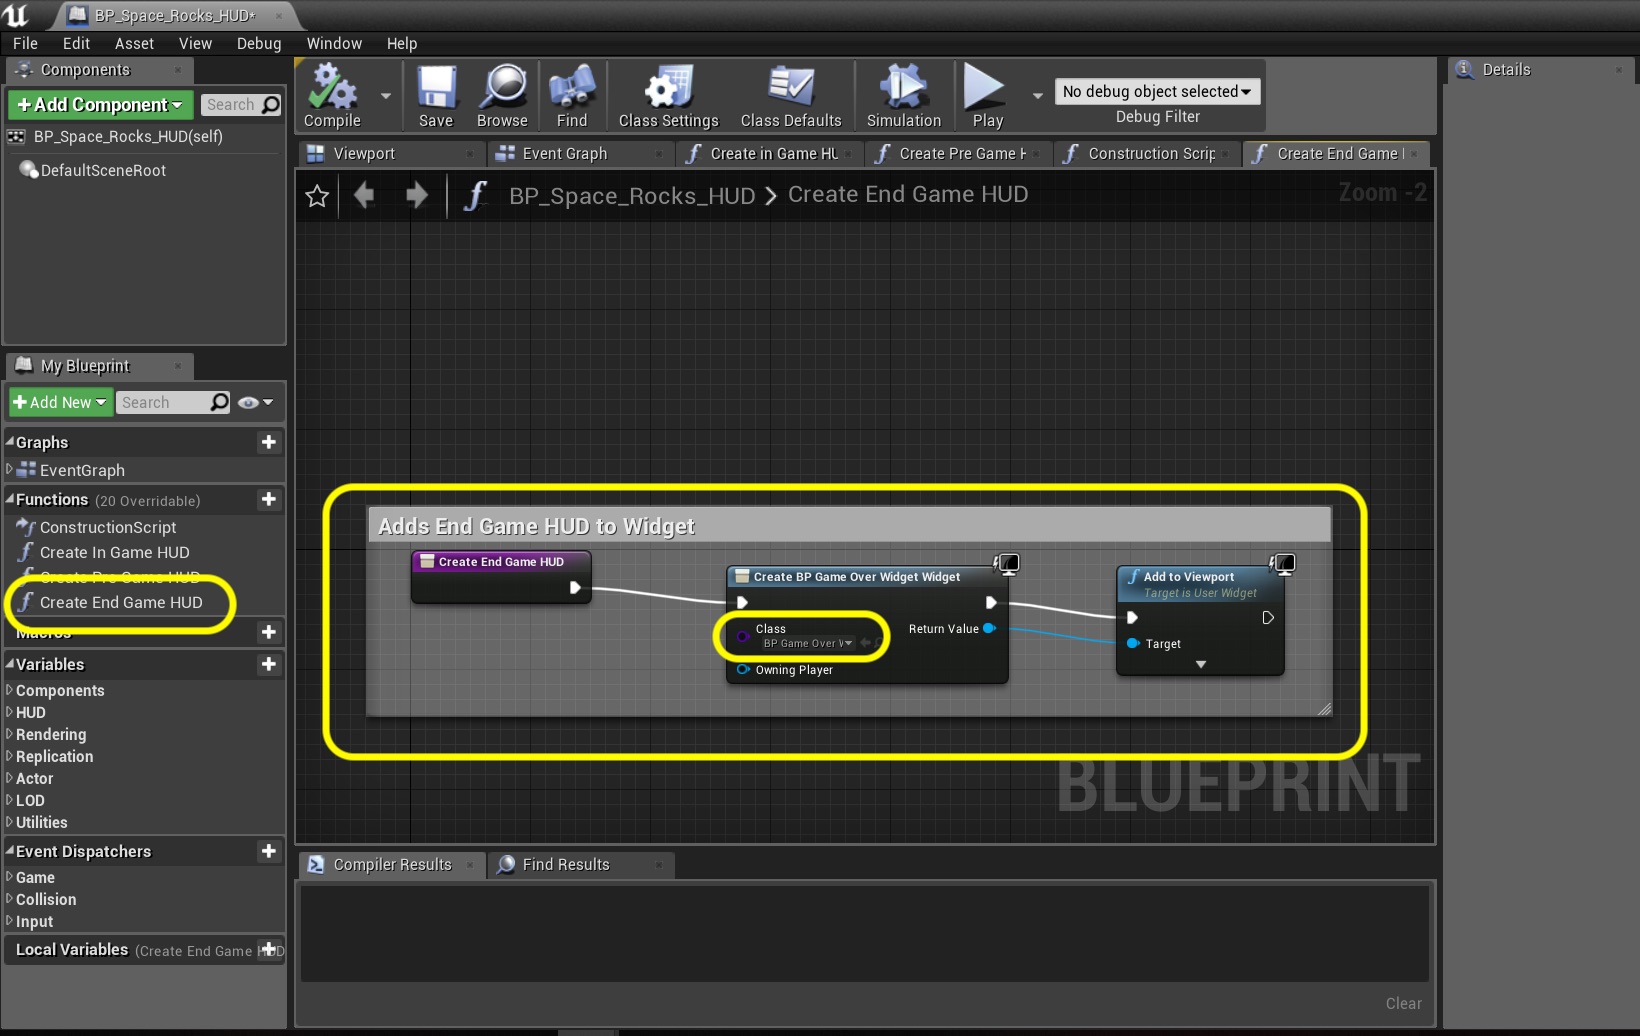 BP_Space_Rocks_HUD*
File Edit Asset View Debug Window Help
Components
Add Component
Search
BP_Space_Rocks_HUD(self)
DefaultSceneRoot
Compile
Save
Browse
Find
Class Settings
Class Defaults
Simulation
Play
No debug object selected
Debug Filter
Details
Viewport
Event Graph
Create in Game HU
Create Pre Game H
Construction Scrip
Create End Game
BP_Space_Rocks_HUD > Create End Game HUD
Zoom -2
My Blueprint
Add New
Search
Graphs
EventGraph
Functions (20 Overridable)
ConstructionScript
Create In Game HUD
Create Pre Game HUD
Create End Game HUD
Macros
Variables
Components
HUD
Rendering
Replication
Actor
LOD
Utilities
Event Dispatchers
Game
Collision
Input
Local Variables (Create End Game HUD
Adds End Game HUD to Widget
Create End Game HUD
Create BP Game Over Widget Widget
Class
BP Game Over W
Return Value
Owning Player
Add to Viewport
Target is User Widget
Target
BLUEPRINT
Compiler Results
Find Results
Clear